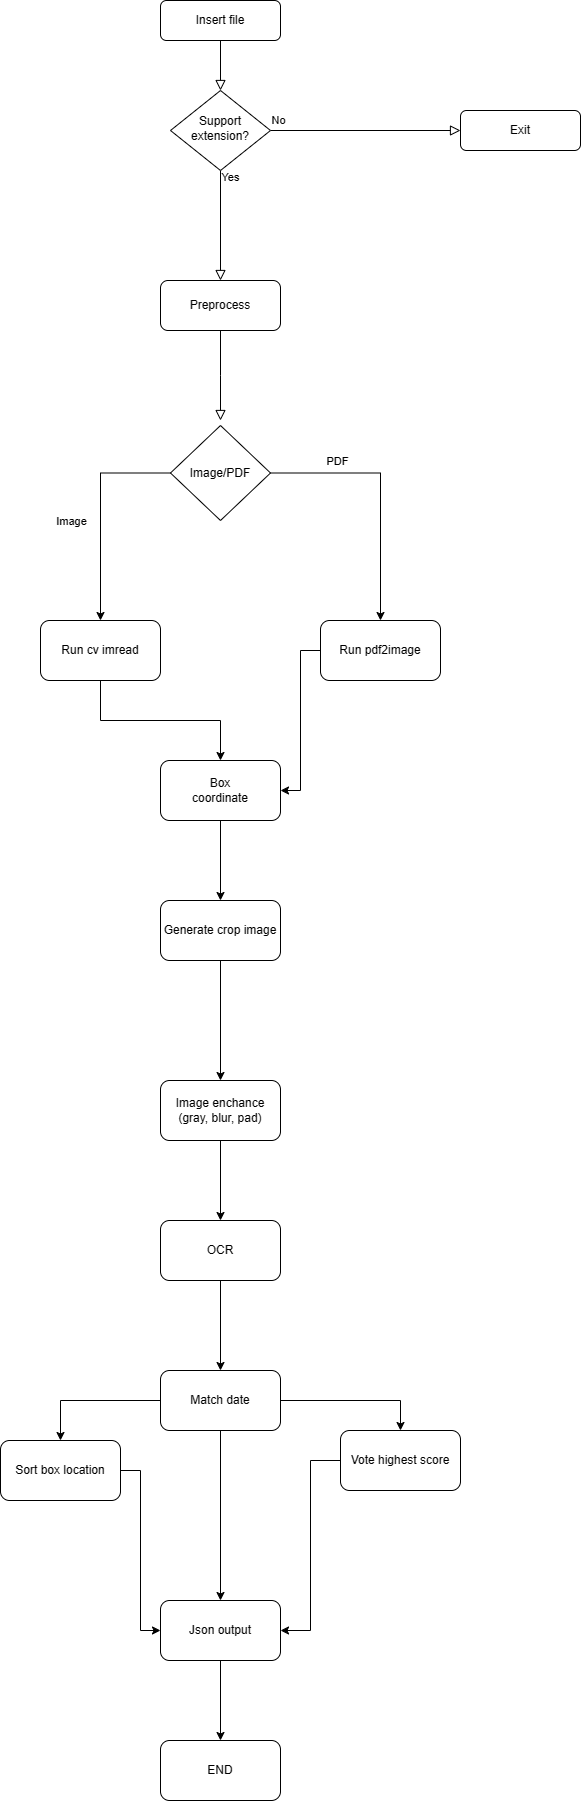 Insert file
Support
extension?
No
Exit
Yes
Preprocess
Image/PDF
PDF
Image
Run cv imread
Run pdf2image
Box
coordinate
Generate crop image
Image enchance
(gray, blur, pad)
OCR
Match date
Sort box location
Vote highest score
Json output
END